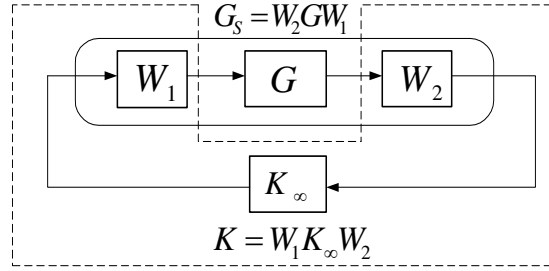 G_S = W_2GW_1
W_1 G W_2
K_∞
K = W_1K_∞W_2